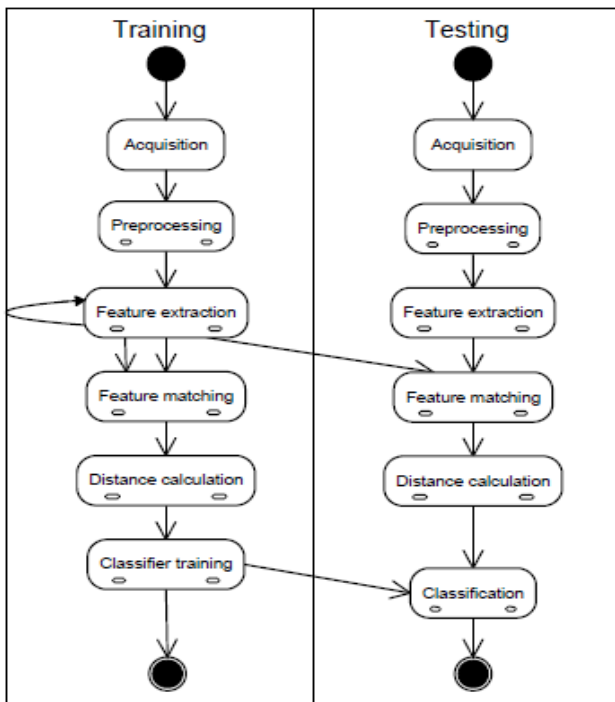 Training
Acquisition
Preprocessing
Feature extraction
Feature matching
Distance calculation
Classifier training
Testing
Acquisition
Preprocessing
Feature extraction
Feature matching
Distance calculation
Classification